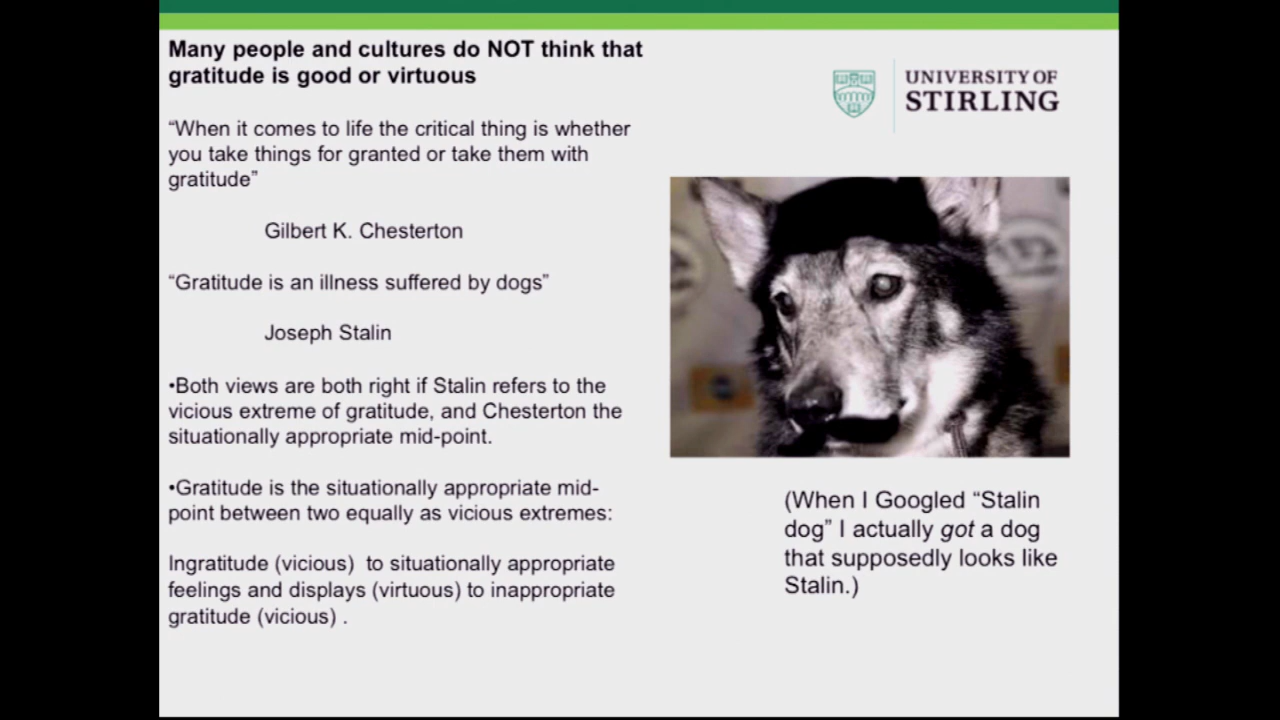 Many people and cultures do NOT think that
gratitude is good or virtuous
“When it comes to life the critical thing is whether
you take things for granted or take them with
gratitude”
Gilbert K. Chesterton
“Gratitude is an illness suffered by dogs”
Joseph Stalin
•Both views are both right if Stalin refers to the
vicious extreme of gratitude, and Chesterton the
situationally appropriate mid-point.
•Gratitude is the situationally appropriate mid-
point between two equally as vicious extremes:
Ingratitude (vicious)  to situationally appropriate
feelings and displays (virtuous) to inappropriate
gratitude (vicious) .
UNIVERSITY OF
STIRLING
(When I Googled “Stalin
dog” I actually got a dog
that supposedly looks like
Stalin.)